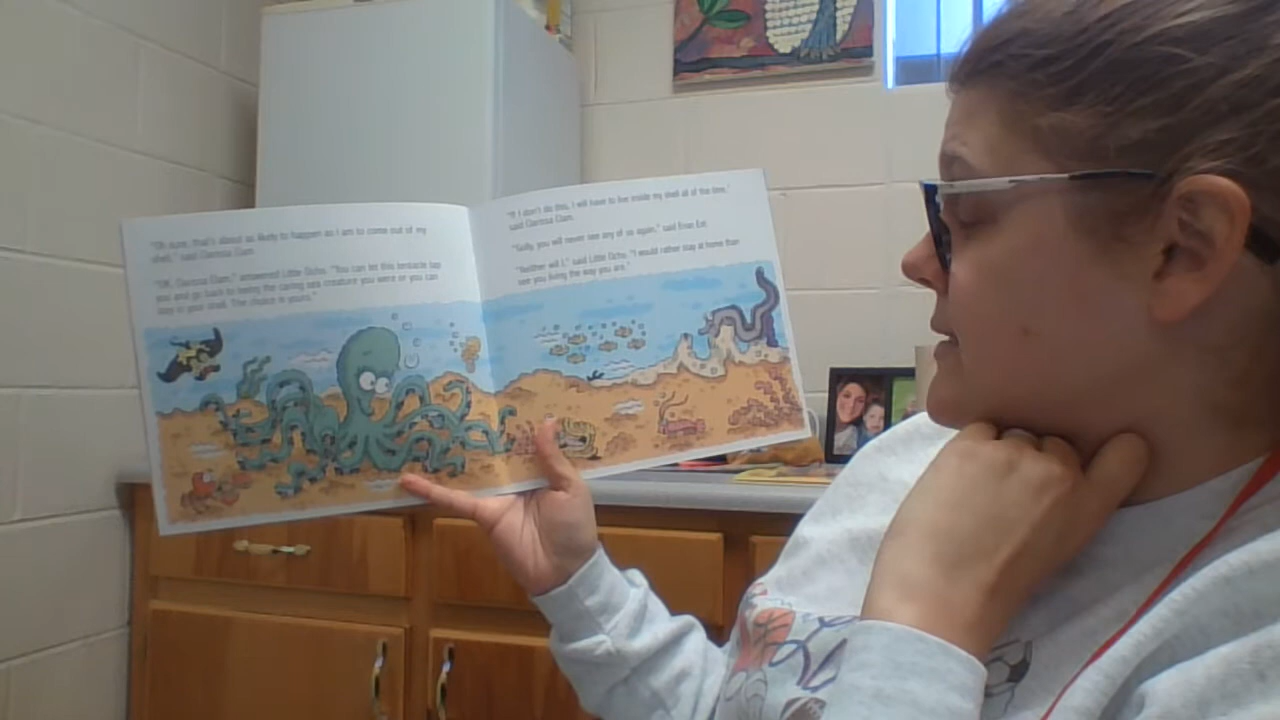 "Oh sure, that's about as likely to happen as I am to come out of my
shell," said Clarissa Clam.
"OK, Clarissa Clam," answered Little Octo. "You can let this tentacle tap
you and go back to being the caring sea creature you were or you can
stay in your shell. The choice is yours."
"If I don't do this, I will have to live inside my shell all of the time,"
said Clarissa Clam.
"Golly, you will never see any of us again," said Ernie Eel.
"Neither will I," said Little Octo. "I would rather stay at home than
see you living the way you are."